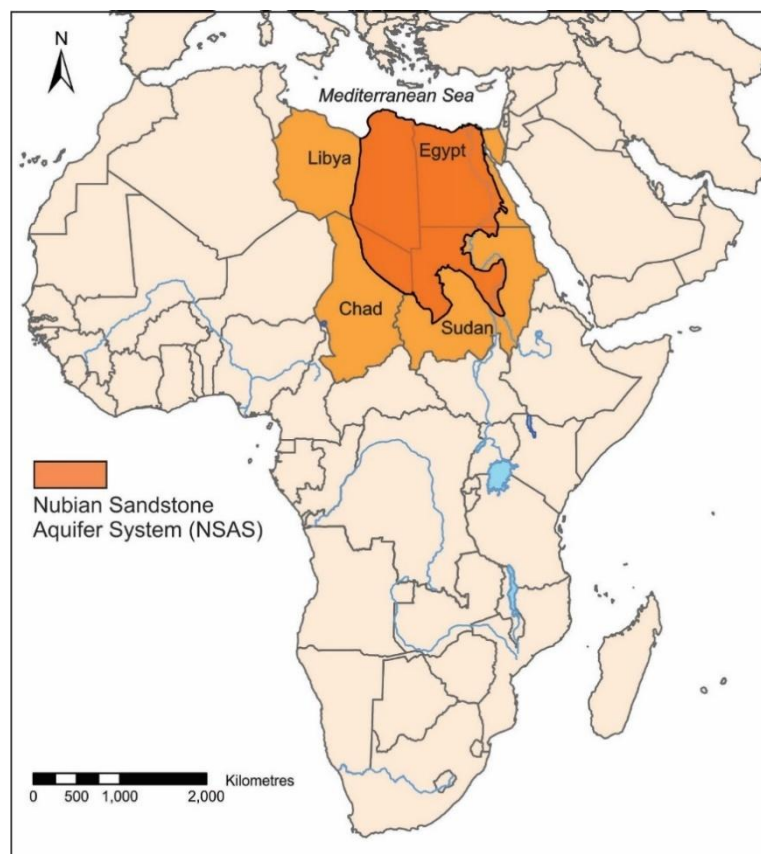 N
Mediterranean Sea
Libya
Egypt
Chad
Sudan
Nubian Sandstone
Aquifer System (NSAS)
Kilometres
0 500 1,000 2,000